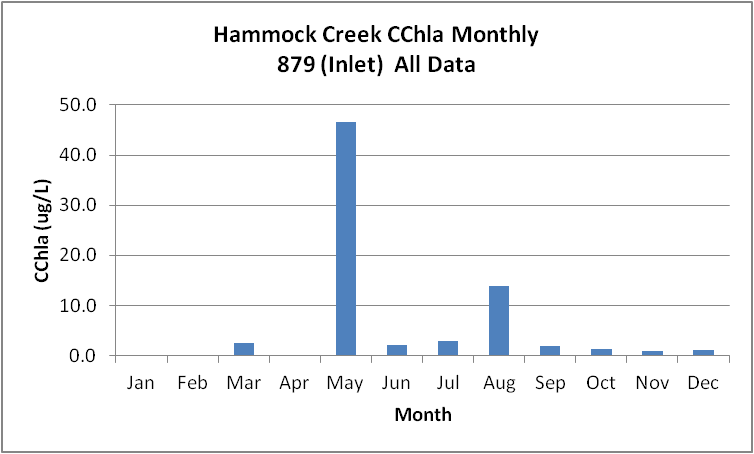 Hammock Creek CChla Monthly
879 (Inlet)  All Data
CChla (ug/L)
50.0
40.0
30.0
20.0
10.0
0.0
Jan Feb Mar Apr May Jun Jul Aug Sep Oct Nov Dec
Month